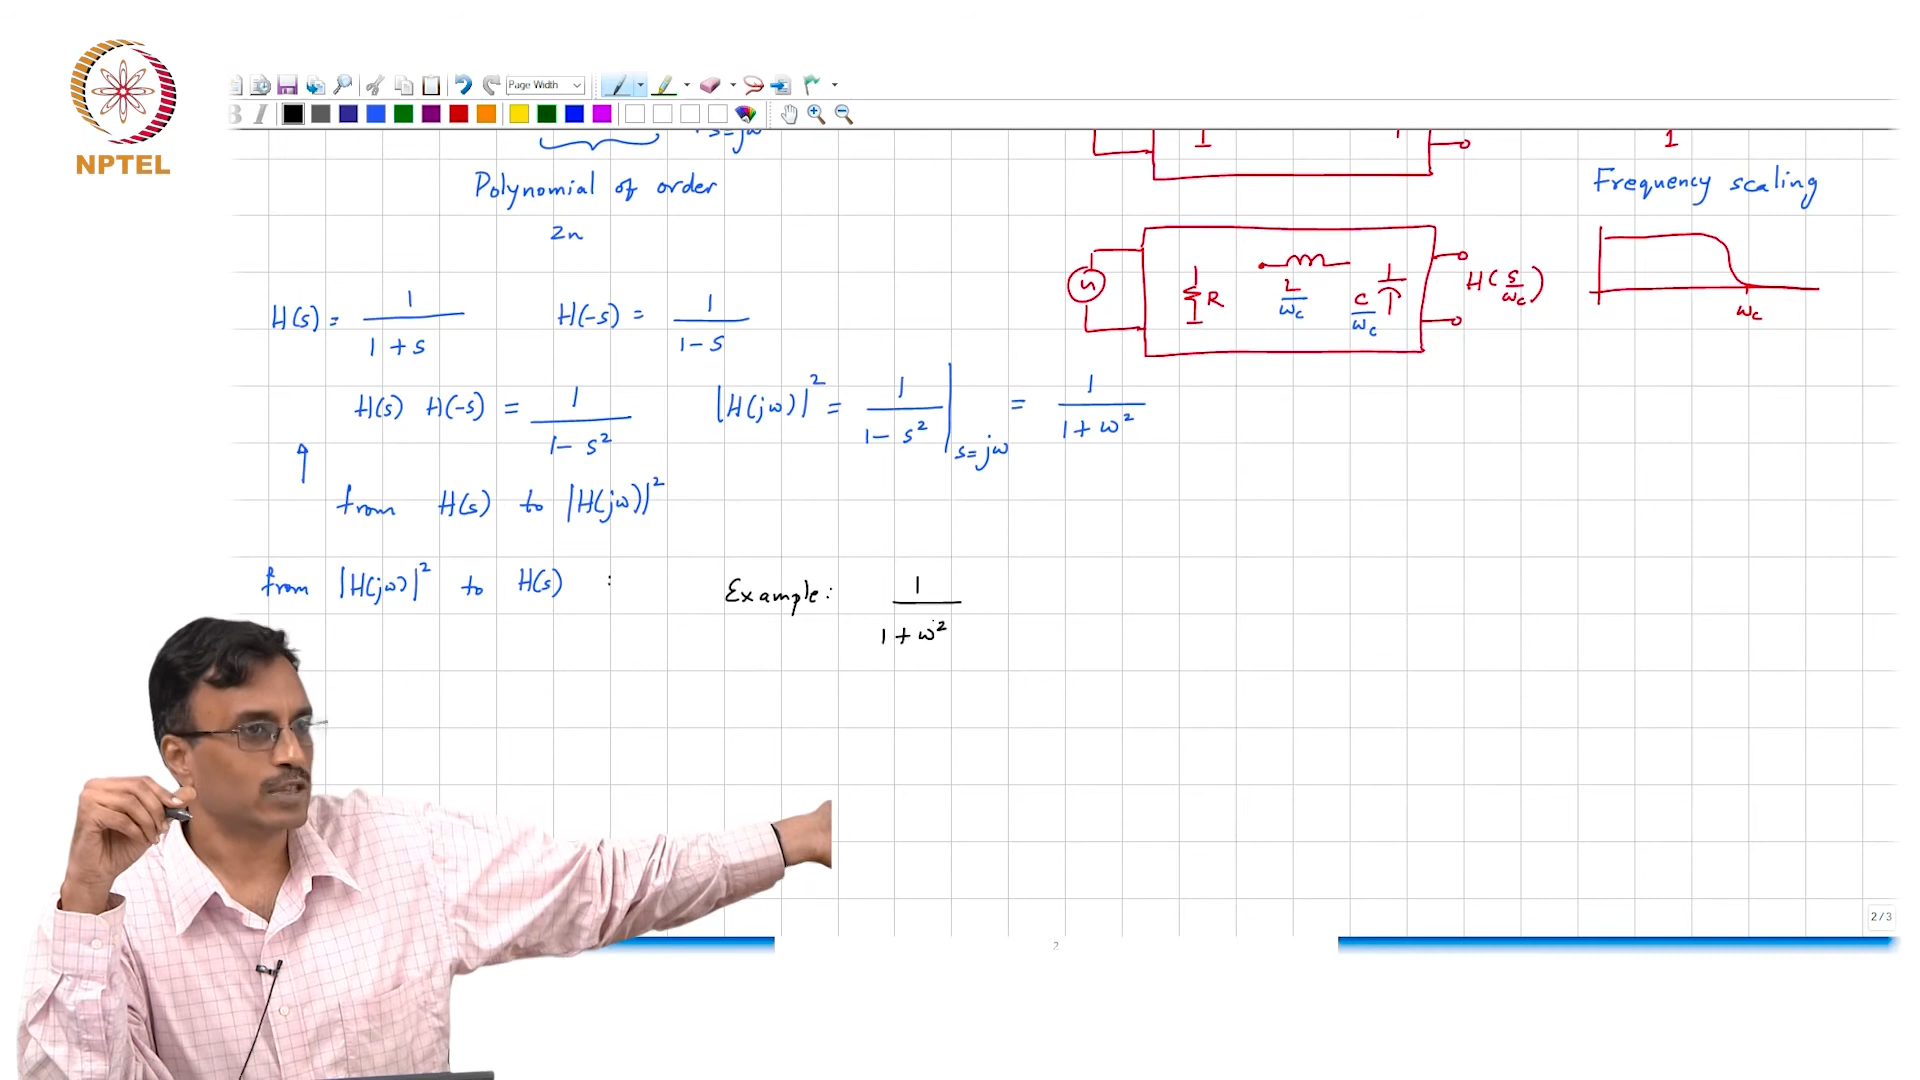 NPTEL
Page Width
B I
s=jω
Polynomial of order
2n
1
Frequency scaling
R L/ωc C/ωc H(s/ωc) ωc
H(s) = 1/(1+s) H(-s) = 1/(1-s)
H(s) H(-s) = 1/(1-s²) |H(jω)|² = 1/(1-s²)|s=jω = 1/(1+ω²)
from H(s) to |H(jω)|²
from |H(jω)|² to H(s) : Example: 1/(1+ω²)
2/3
2